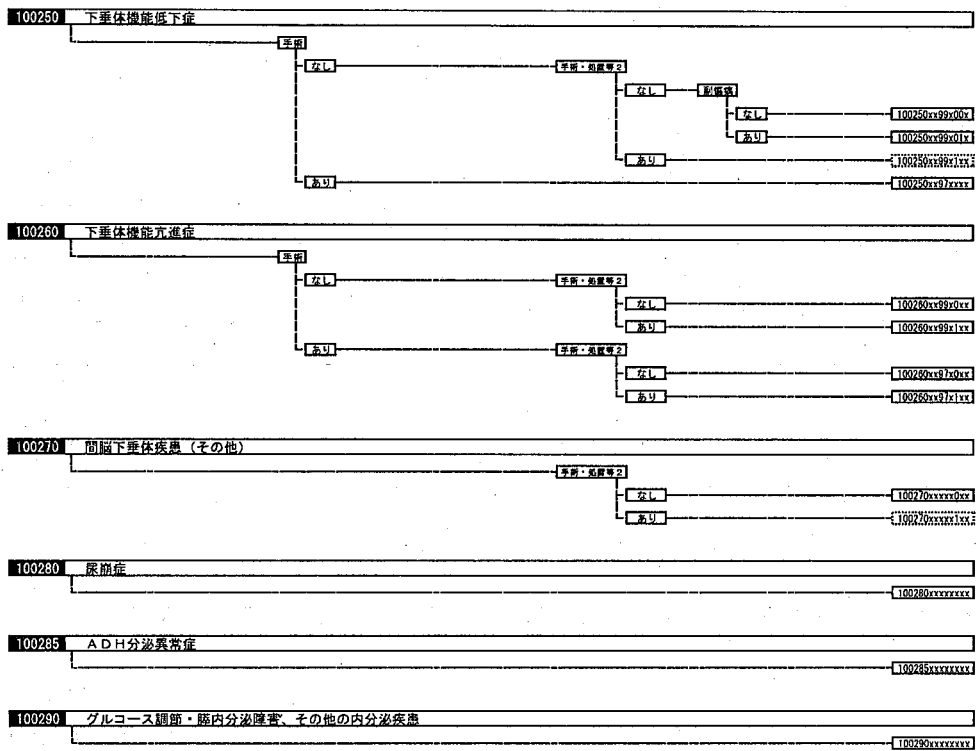 100250 下垂体機能低下症
手術
なし 手術・処置等2
なし 副傷病
なし 100250xx99x00x
あり 100250xx99x01x
あり 100250xx99x1xx
あり 100250xx97xxxx
100260 下垂体機能亢進症
手術
なし 手術・処置等2
なし 100260xx99x0xx
あり 100260xx99x1xx
あり 手術・処置等2
なし 100260xx97x0xx
あり 100260xx97x1xx
100270 間脳下垂体疾患（その他）
手術・処置等2
なし 100270xxxxx0xx
あり 100270xxxxx1xx
100280 尿崩症
100280xxxxxxxx
100285 ＡＤＨ分泌異常症
100285xxxxxxxx
100290 グルコース調節・膵内分泌障害、その他の内分泌疾患
100290xxxxxxxx